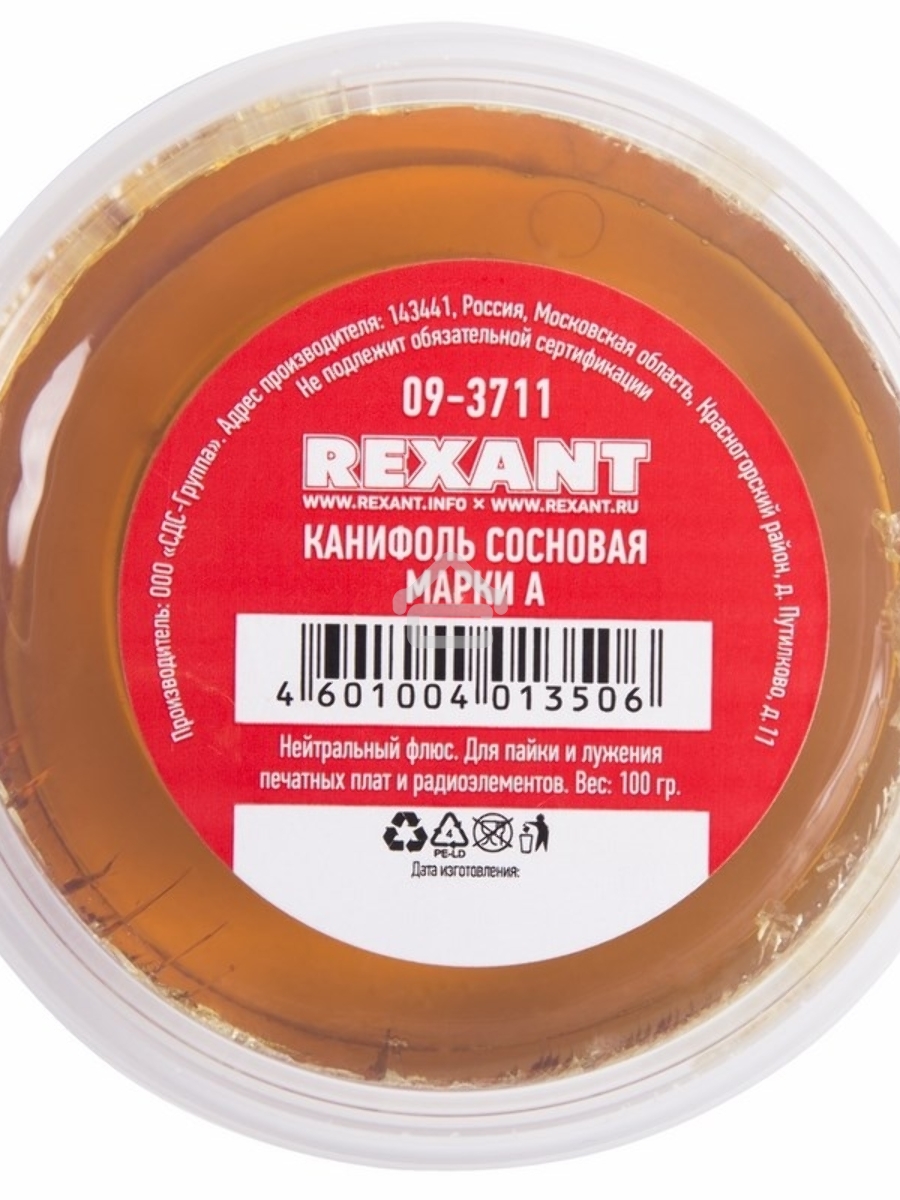 Производитель: ООО «СДС-Группа». Адрес производителя: 143441, Россия, Московская область, Красногорский район, д. Путилково, д.11
Не подлежит обязательной сертификации
09-3711
REXANT
WWW.REXANT.INFO × WWW.REXANT.RU
КАНИФОЛЬ СОСНОВАЯ
МАРКИ А
4 601004 013506
Нейтральный флюс. Для пайки и лужения
печатных плат и радиоэлементов. Вес: 100 гр.
4
PE-LD
Дата изготовления: